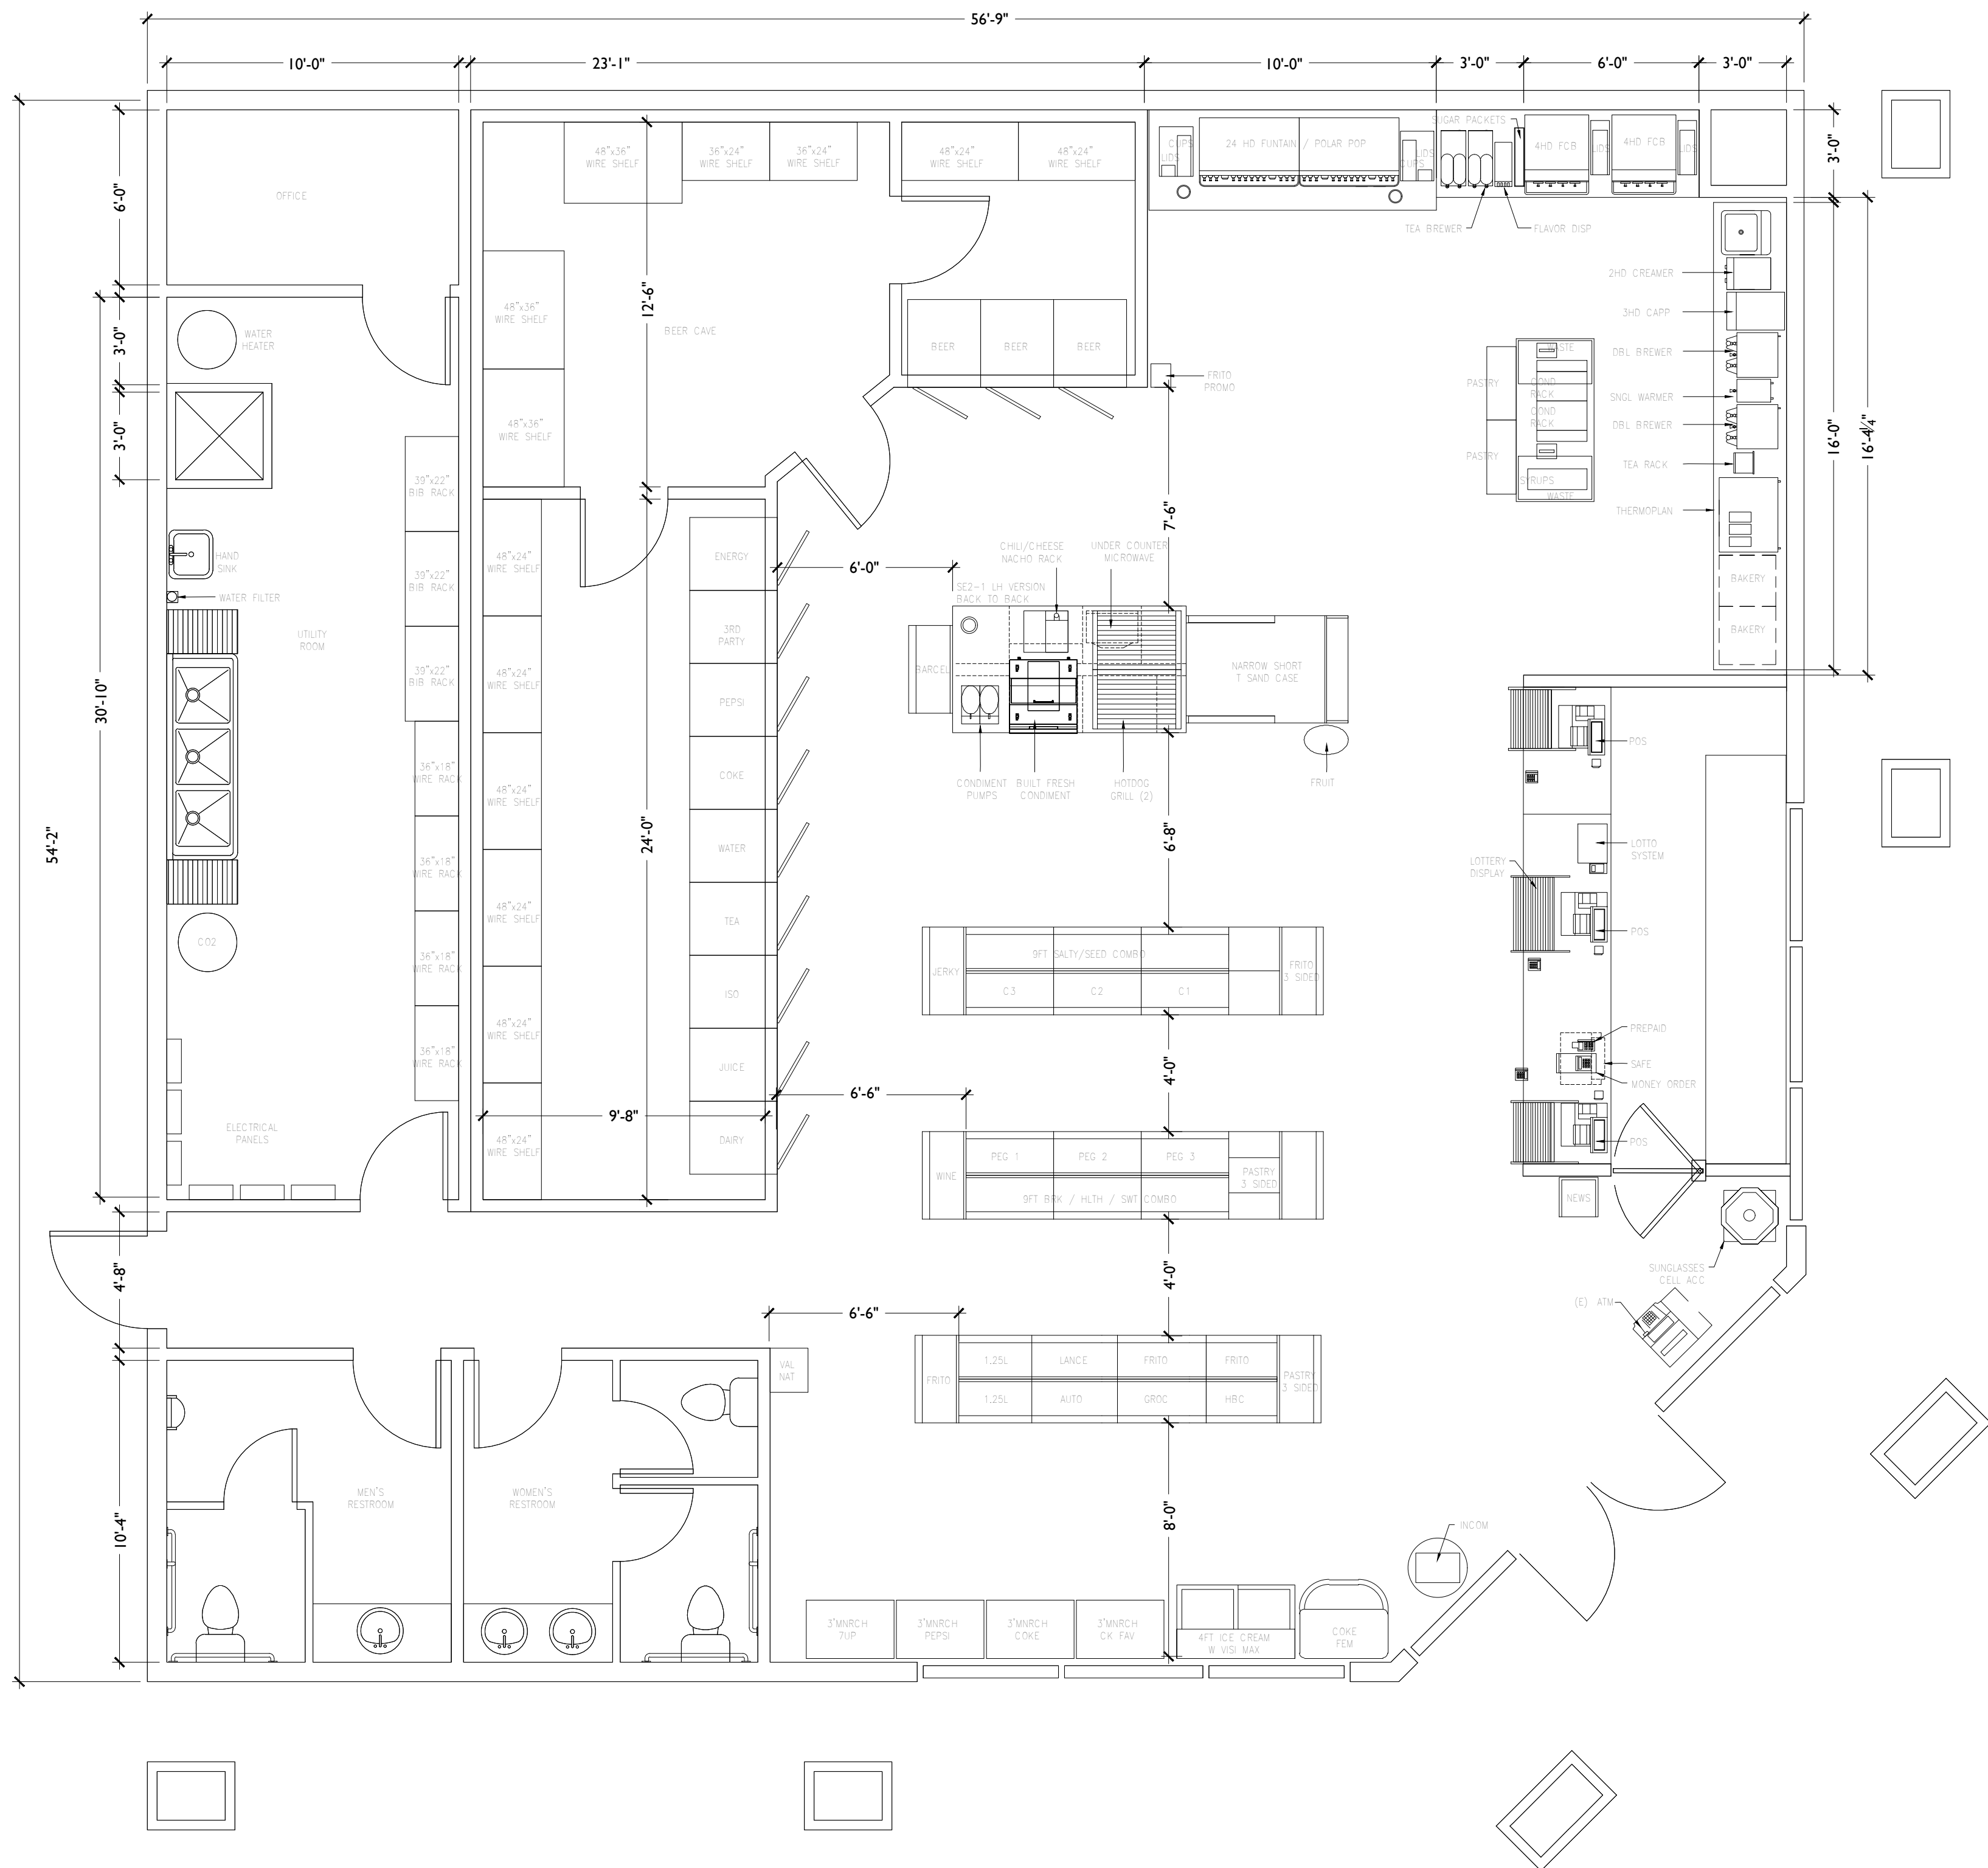 56'-9"
10'-0"
23'-1"
10'-0"
3'-0"
6'-0"
3'-0"
SUGAR PACKETS
48"x36"
WIRE SHELF
36"x24"
WIRE SHELF
36"x24"
WIRE SHELF
48"x24"
WIRE SHELF
48"x24"
WIRE SHELF
CUPS
LIDS
24 HD FUNTAIN / POLAR POP
LIDS
CUPS
4HD FCB
LIDS
4HD FCB
LIDS
3'-0"
6'-0"
OFFICE
TEA BREWER
FLAVOR DISP
2HD CREAMER
3HD CAPP
DBL BREWER
SNGL WARMER
DBL BREWER
TEA RACK
THERMOPLAN
BAKERY
BAKERY
16'-0"
16'-4¼"
12'-6"
48"x36"
WIRE SHELF
BEER CAVE
48"x36"
WIRE SHELF
BEER
BEER
BEER
FRITO
PROMO
WASTE
PASTRY
COND
RACK
COND
RACK
PASTRY
SYRUPS
WASTE
3'-0"
WATER
HEATER
3'-0"
39"x22"
BIB RACK
39"x22"
BIB RACK
39"x22"
BIB RACK
HAND
SINK
WATER FILTER
UTILITY
ROOM
30'-10"
54'-2"
36"x18"
WIRE RACK
36"x18"
WIRE RACK
36"x18"
WIRE RACK
36"x18"
WIRE RACK
CO2
ELECTRICAL
PANELS
48"x24"
WIRE SHELF
48"x24"
WIRE SHELF
48"x24"
WIRE SHELF
48"x24"
WIRE SHELF
48"x24"
WIRE SHELF
48"x24"
WIRE SHELF
24'-0"
9'-8"
ENERGY
3RD
PARTY
PEPSI
COKE
WATER
TEA
ISO
JUICE
DAIRY
6'-0"
7'-6"
CHILI/CHEESE
NACHO RACK
UNDER COUNTER
MICROWAVE
SE2-1 LH VERSION
BACK TO BACK
BARCEL
NARROW SHORT
T SAND CASE
CONDIMENT
PUMPS
BUILT FRESH
CONDIMENT
HOTDOG
GRILL (2)
FRUIT
6'-8"
POS
LOTTO
SYSTEM
LOTTERY
DISPLAY
POS
PREPAID
SAFE
MONEY ORDER
POS
NEWS
JERKY
9FT SALTY/SEED COMBO
C3
C2
C1
FRITO
3 SIDED
4'-0"
6'-6"
WINE
PEG 1
PEG 2
PEG 3
9FT BRK / HLTH / SWT COMBO
PASTRY
3 SIDED
SUNGLASSES
CELL ACC
(E) ATM
4'-8"
4'-0"
6'-6"
VAL
NAT
FRITO
1.25L
LANCE
FRITO
FRITO
1.25L
AUTO
GROC
HBC
PASTRY
3 SIDED
MEN'S
RESTROOM
WOMEN'S
RESTROOM
10'-4"
8'-0"
INCOM
3'MNRCH
7UP
3'MNRCH
PEPSI
3'MNRCH
COKE
3'MNRCH
CK FAV
4FT ICE CREAM
W VISI MAX
COKE
FEM